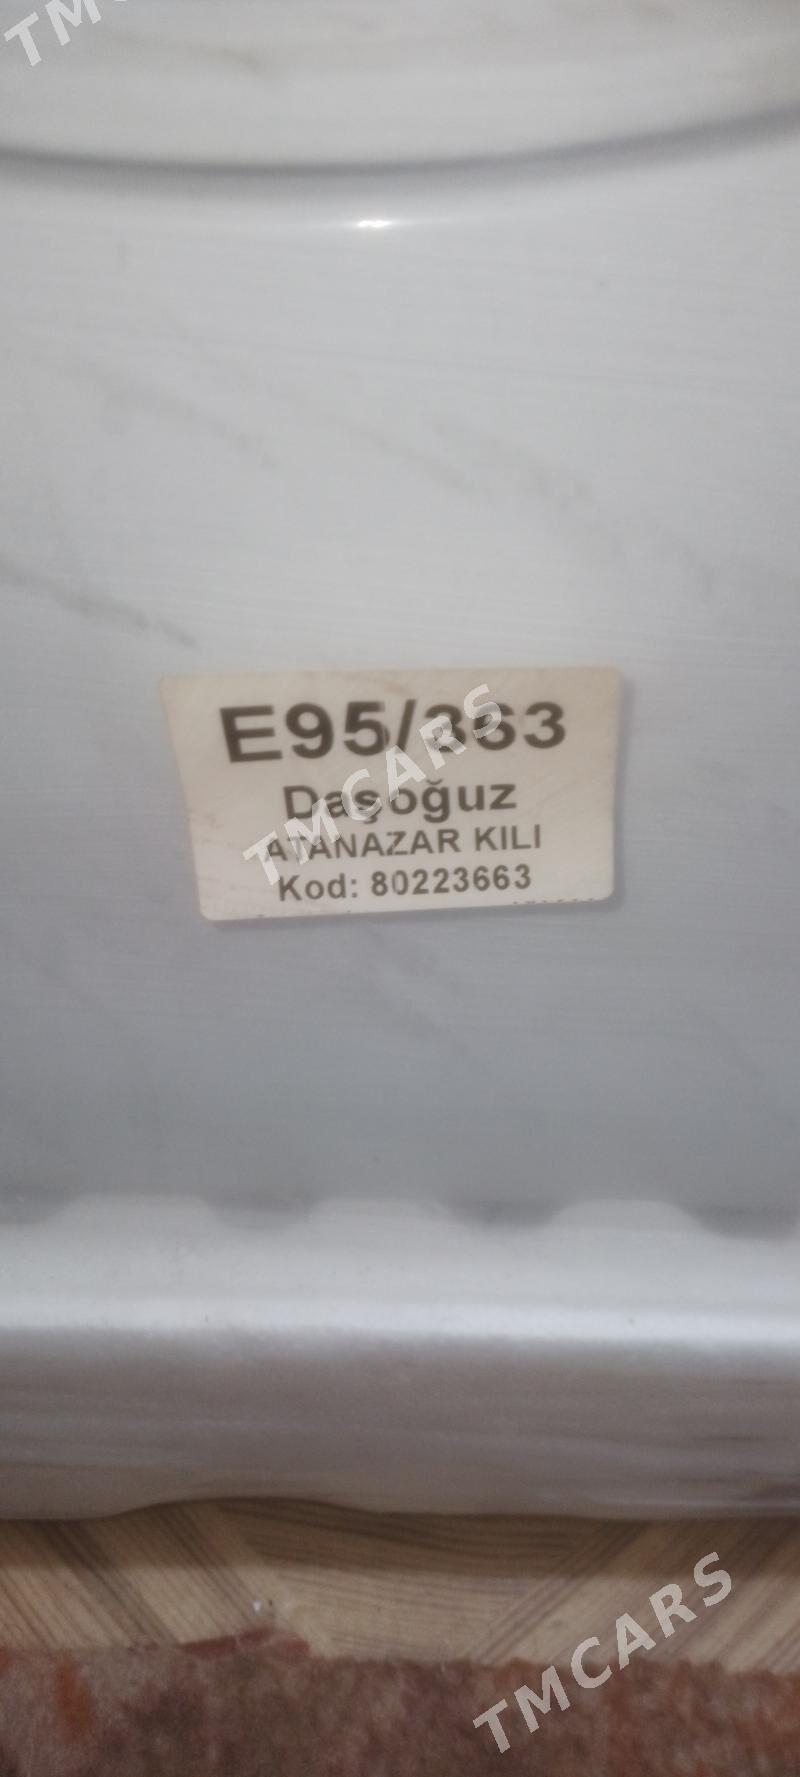 TMCARS
E95/363
Daşoğuz
ATANAZAR KILI
Kod: 80223663
TMCARS